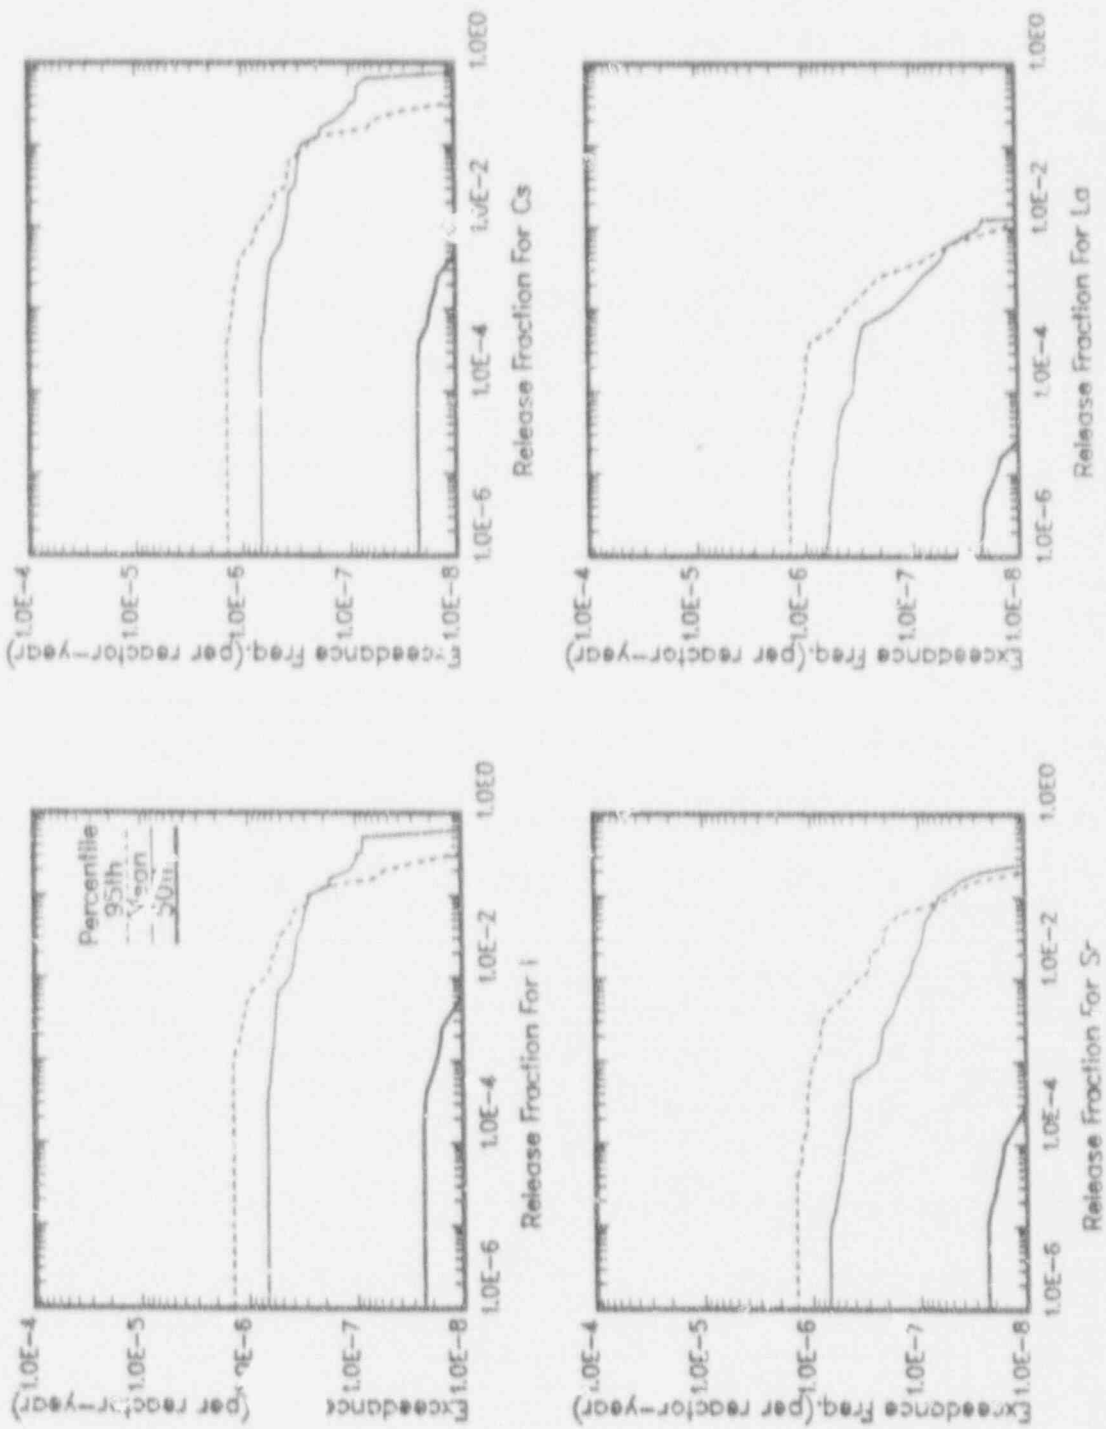 1.0E-4
1.0E-5
1.0E-6
1.0E-7
1.0E-8
Exceedance Freq.(per reactor-year)
1.0E-6
1.0E-4
1.0E-2
1.0E0
Release Fraction For Cs
1.0E-4
1.0E-5
1.0E-6
1.0E-7
1.0E-8
Exceedance Freq.(per reactor-year)
1.0E-6
1.0E-4
1.0E-2
1.0E0
Release Fraction For La
1.0E-4
1.0E-5
1.0E-7
1.0E-8
Exceedance
(per reactor-year)
Percentile
95th
Mean
1.0E-6
1.0E-4
1.0E-2
1.0E0
Release Fraction For I
1.0E-4
1.0E-5
1.0E-6
1.0E-7
1.0E-8
Exceedance Freq.(per reactor-year)
1.0E-6
1.0E-4
1.0E-2
1.0E0
Release Fraction For Sr